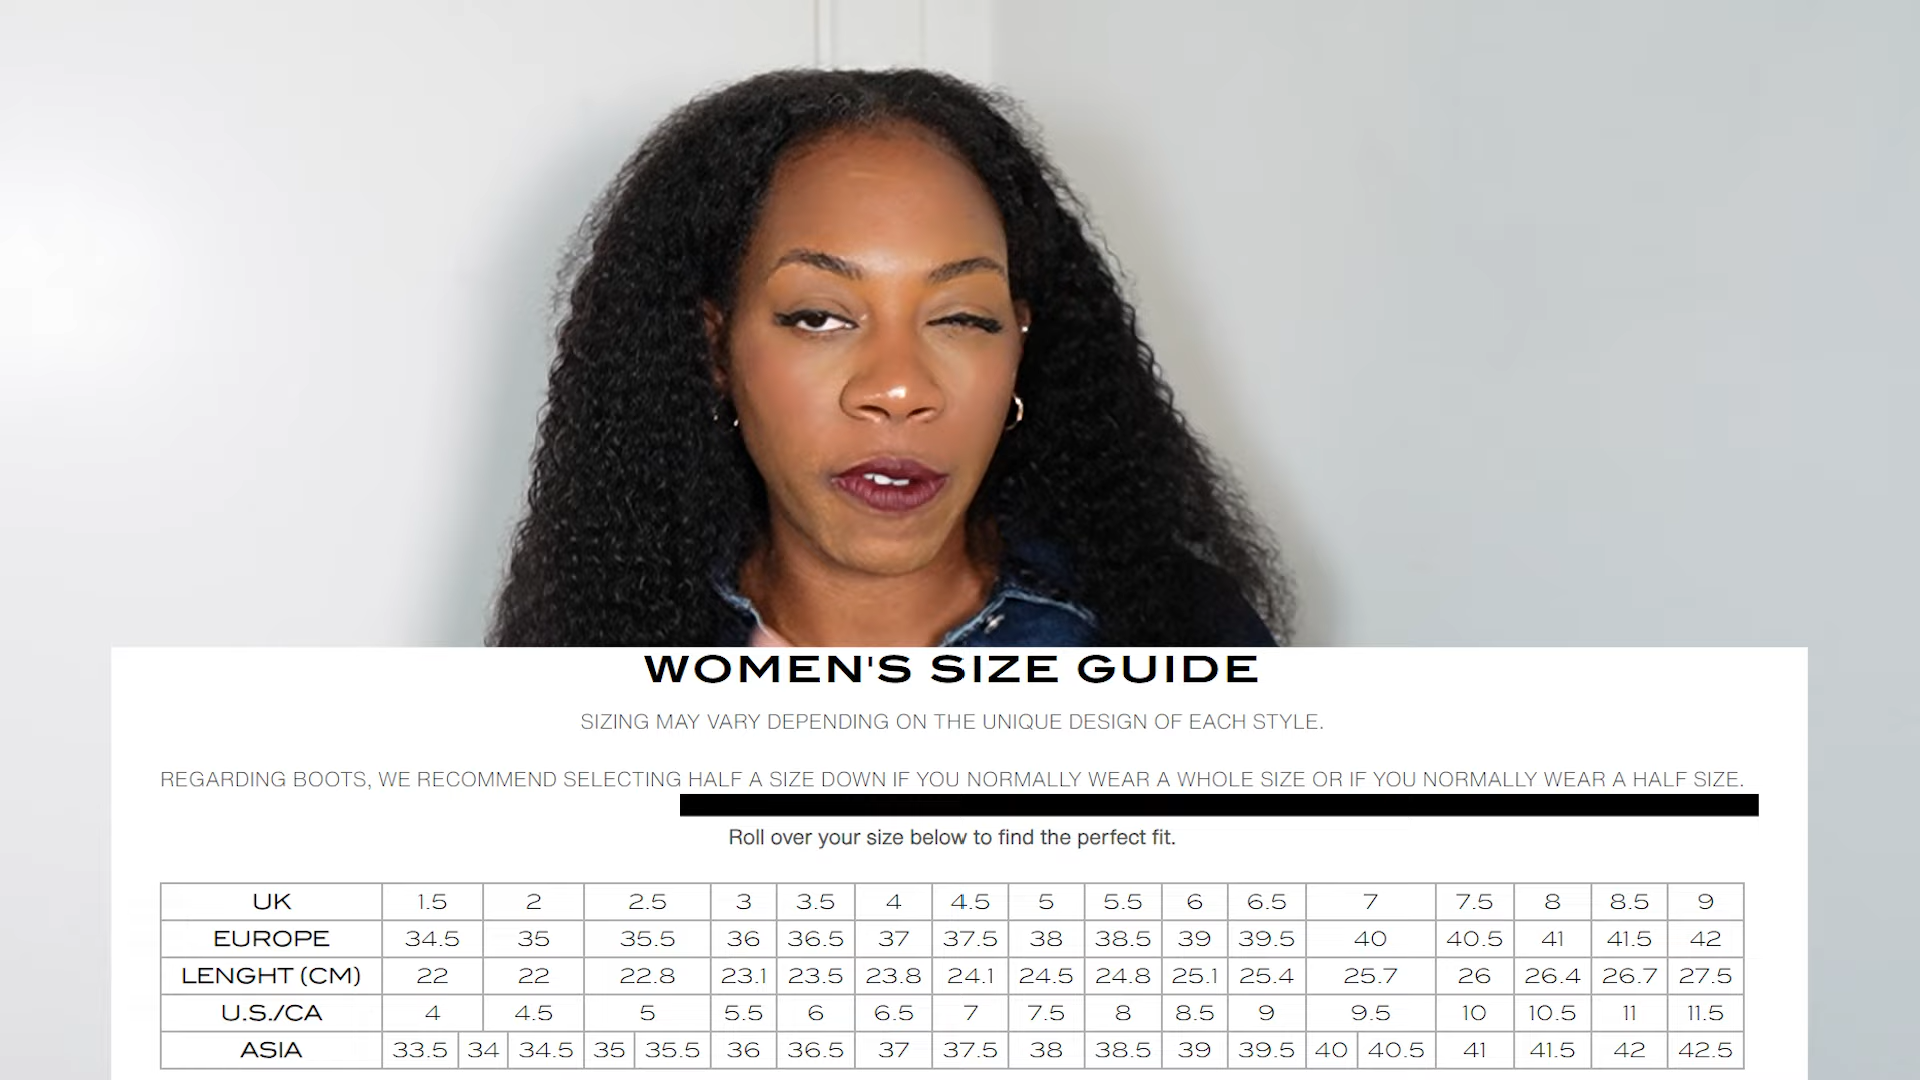 WOMEN'S SIZE GUIDE
SIZING MAY VARY DEPENDING ON THE UNIQUE DESIGN OF EACH STYLE.
REGARDING BOOTS, WE RECOMMEND SELECTING HALF A SIZE DOWN IF YOU NORMALLY WEAR A WHOLE SIZE OR IF YOU NORMALLY WEAR A HALF SIZE.
Roll over your size below to find the perfect fit.
UK 1.5 2 2.5 3 3.5 4 4.5 5 5.5 6 6.5 7 7.5 8 8.5 9
EUROPE 34.5 35 35.5 36 36.5 37 37.5 38 38.5 39 39.5 40 40.5 41 41.5 42
LENGHT (CM) 22 22 22.8 23.1 23.5 23.8 24.1 24.5 24.8 25.1 25.4 25.7 26 26.4 26.7 27.5
U.S./CA 4 4.5 5 5.5 6 6.5 7 7.5 8 8.5 9 9.5 10 10.5 11 11.5
ASIA 33.5 34 34.5 35 35.5 36 36.5 37 37.5 38 38.5 39 39.5 40 40.5 41 41.5 42 42.5